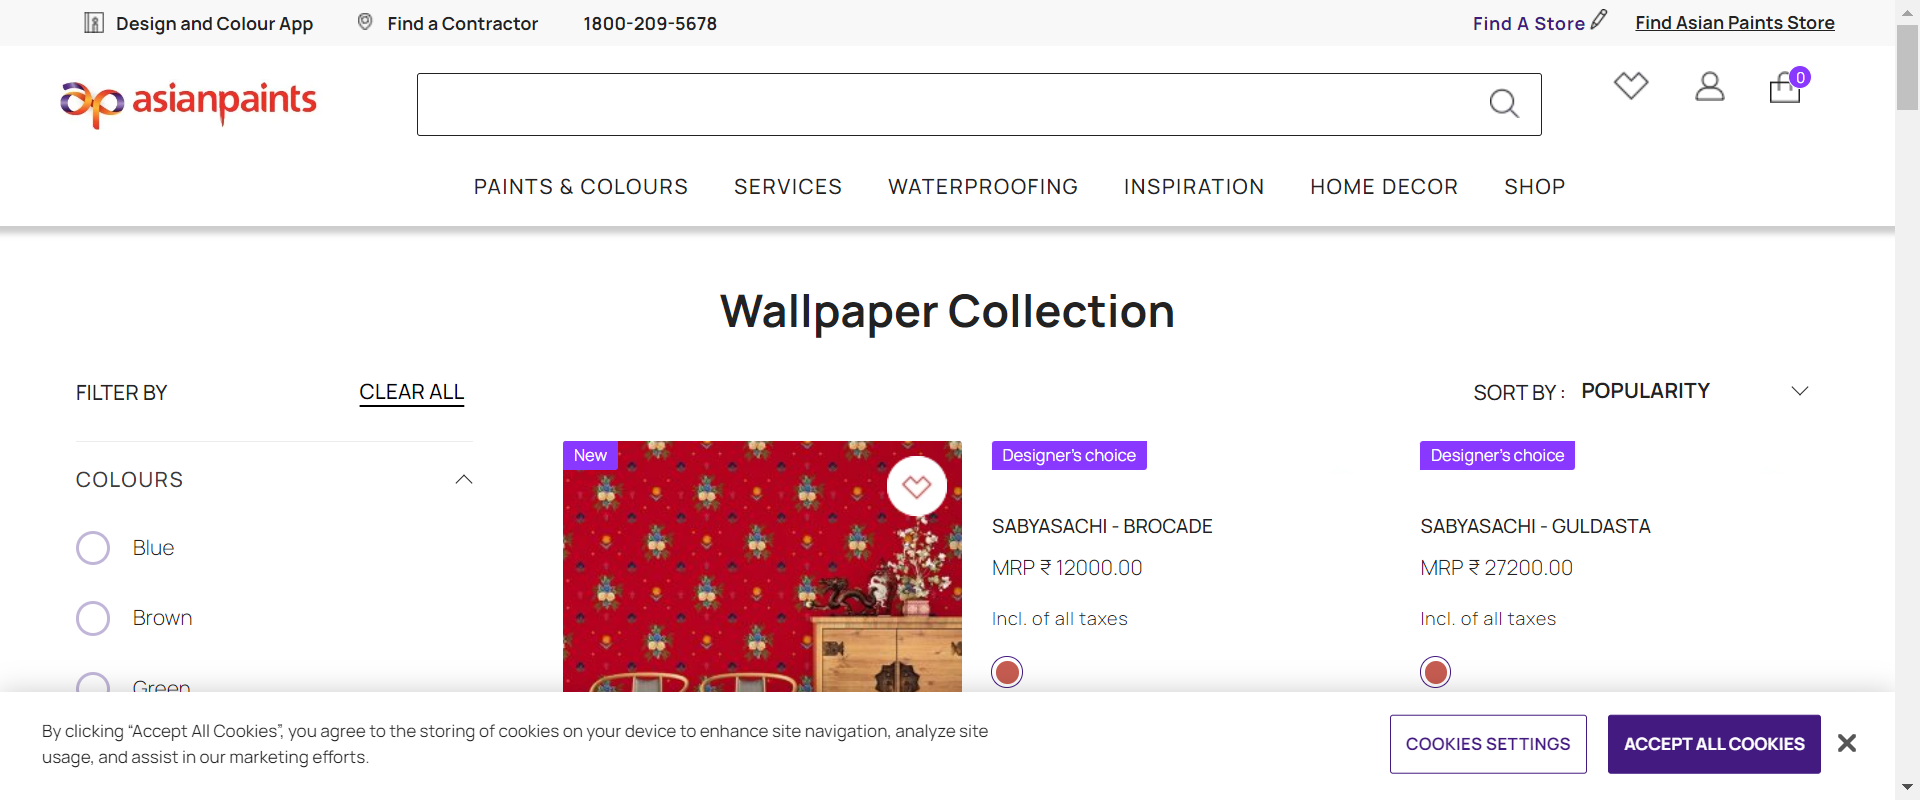 Design and Colour App
Find a Contractor
1800-209-5678
Find A Store
Find Asian Paints Store
asianpaints
0
PAINTS & COLOURS
SERVICES
WATERPROOFING
INSPIRATION
HOME DECOR
SHOP
Wallpaper Collection
FILTER BY
CLEAR ALL
SORT BY :
POPULARITY
COLOURS
Blue
Brown
Green
New
Designer's choice
SABYASACHI - BROCADE
MRP ₹ 12000.00
Incl. of all taxes
Designer's choice
SABYASACHI - GULDASTA
MRP ₹ 27200.00
Incl. of all taxes
By clicking “Accept All Cookies”, you agree to the storing of cookies on your device to enhance site navigation, analyze site
usage, and assist in our marketing efforts.
COOKIES SETTINGS
ACCEPT ALL COOKIES